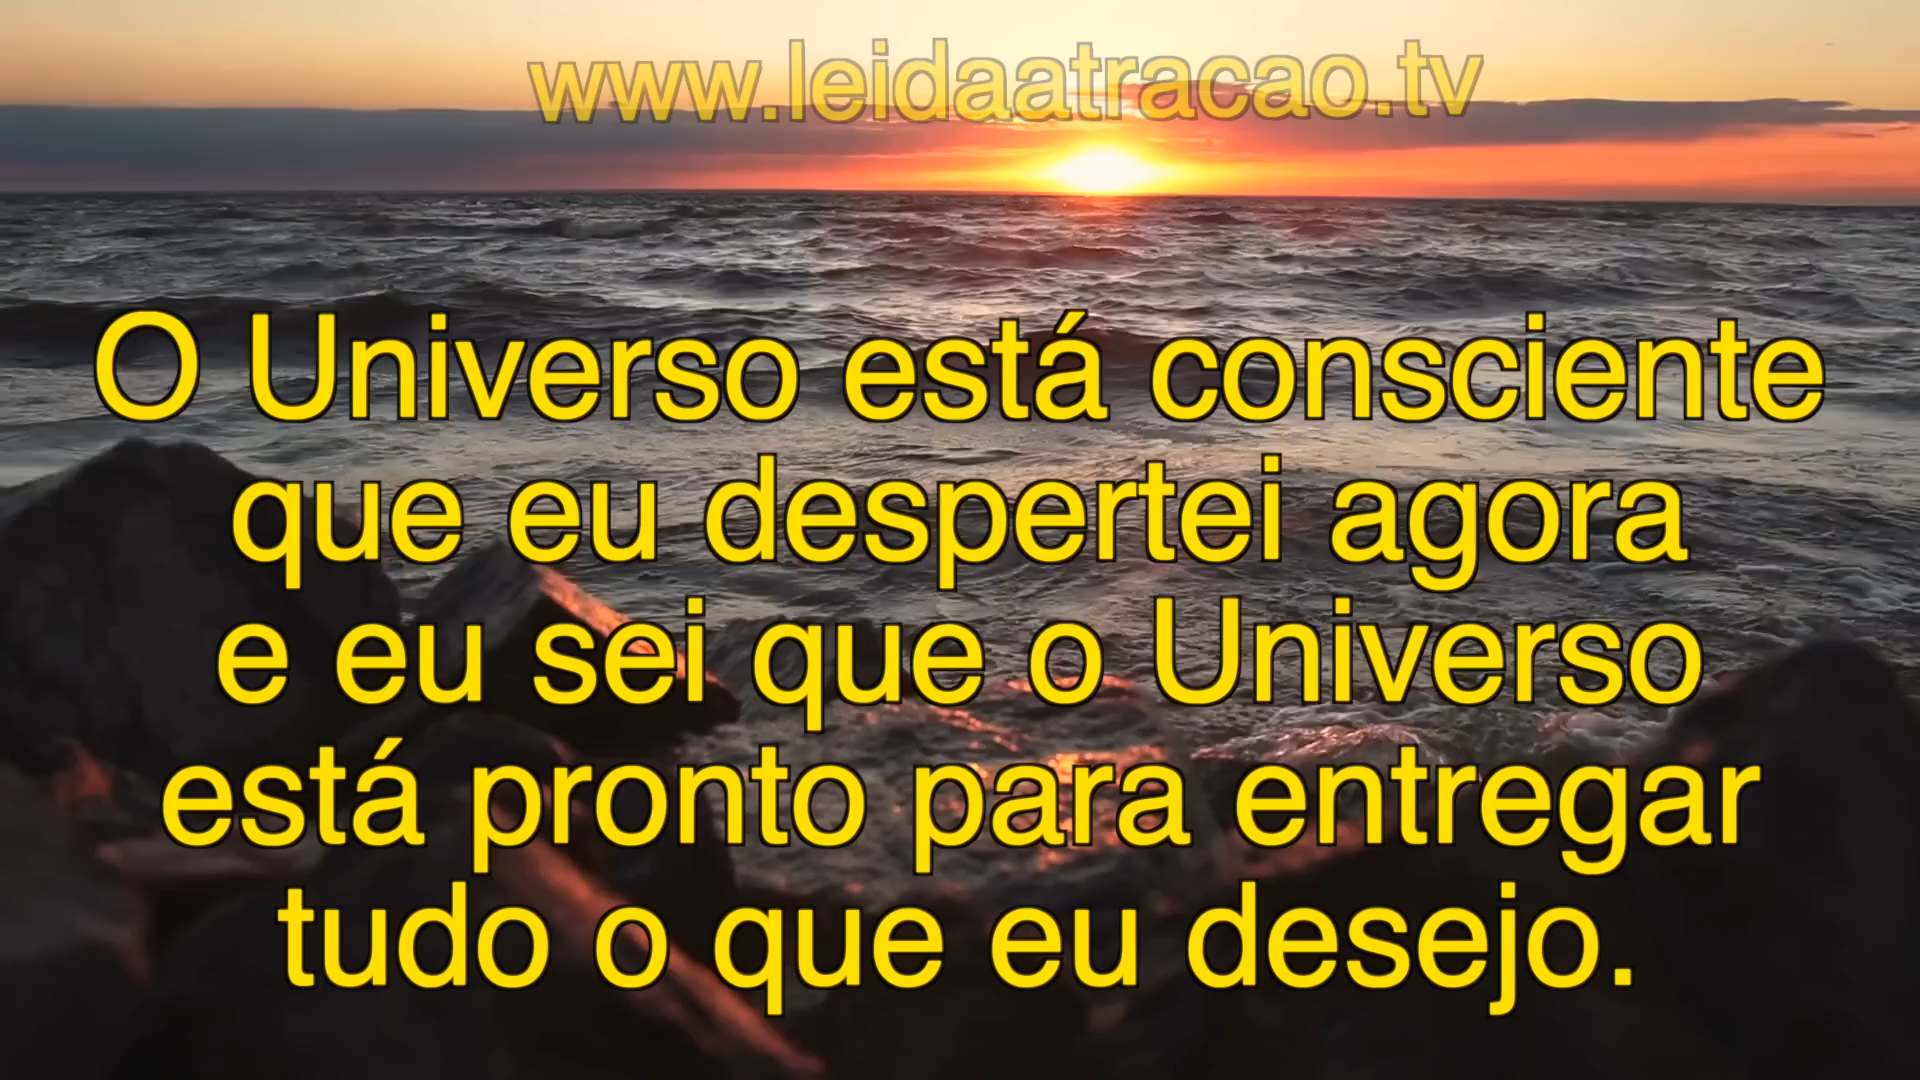 www.leidaatracao.tv
O Universo está consciente
que eu despertei agora
e eu sei que o Universo
está pronto para entregar
tudo o que eu desejo.